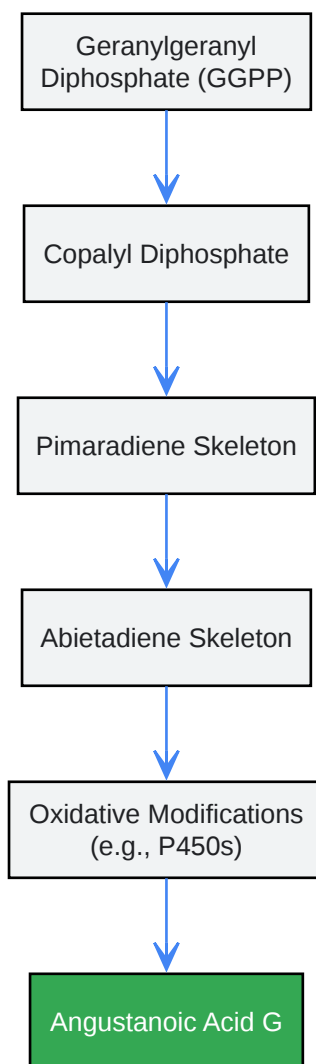 Geranylgeranyl
Diphosphate (GGPP)
Copalyl Diphosphate
Pimaradiene Skeleton
Abietadiene Skeleton
Oxidative Modifications
(e.g., P450s)
Angustanoic Acid G